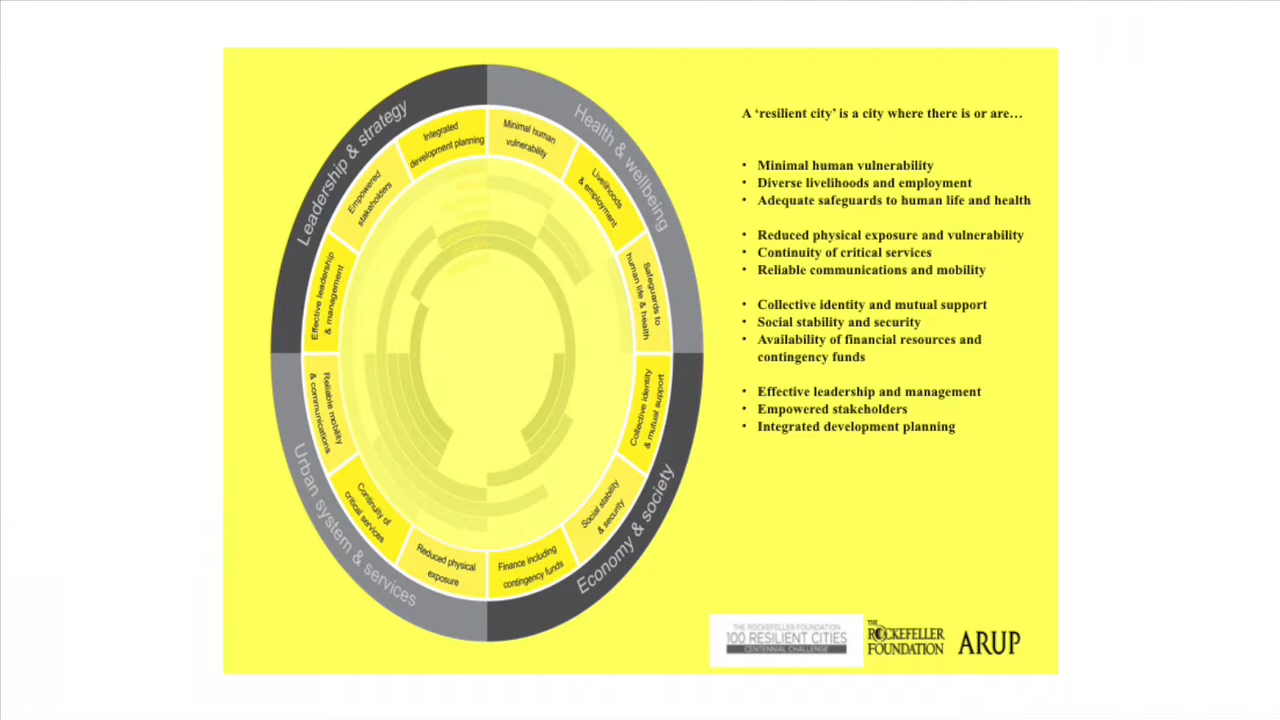 Leadership & strategy
Health & wellbeing
Integrated
development planning
Minimal human
vulnerability
Empowered
stakeholders
Livelihoods
& employment
Effective leadership
& management
Safeguards to
human life & health
Reliable mobility
& communications
Collective identity
& mutual support
Continuity of
critical services
Social stability
& security
Reduced physical
exposure
Finance including
contingency funds
Urban system & services
Economy & society
A ‘resilient city’ is a city where there is or are…
• Minimal human vulnerability
• Diverse livelihoods and employment
• Adequate safeguards to human life and health
• Reduced physical exposure and vulnerability
• Continuity of critical services
• Reliable communications and mobility
• Collective identity and mutual support
• Social stability and security
• Availability of financial resources and
contingency funds
• Effective leadership and management
• Empowered stakeholders
• Integrated development planning
THE ROCKEFELLER FOUNDATION
100 RESILIENT CITIES
CENTENNIAL CHALLENGE
THE
ROCKEFELLER
FOUNDATION
ARUP